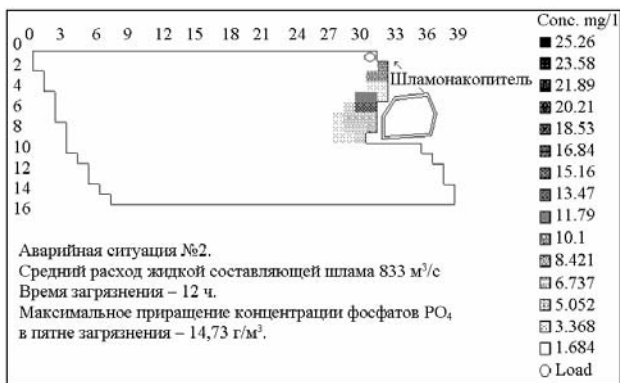 Conc. mg/l
0 3 6 9 12 15 18 21 24 27 30 33 36 39
0
2
4
6
8
10
12
14
16
Шламонакопитель
25.26
23.58
21.89
20.21
18.53
16.84
15.16
13.47
11.79
10.1
8.421
6.737
5.052
3.368
1.684
Load
Аварийная ситуация №2.
Средний расход жидкой составляющей шлама 833 м³/с
Время загрязнения – 12 ч.
Максимальное приращение концентрации фосфатов PO₄
в пятне загрязнения – 14,73 г/м³.